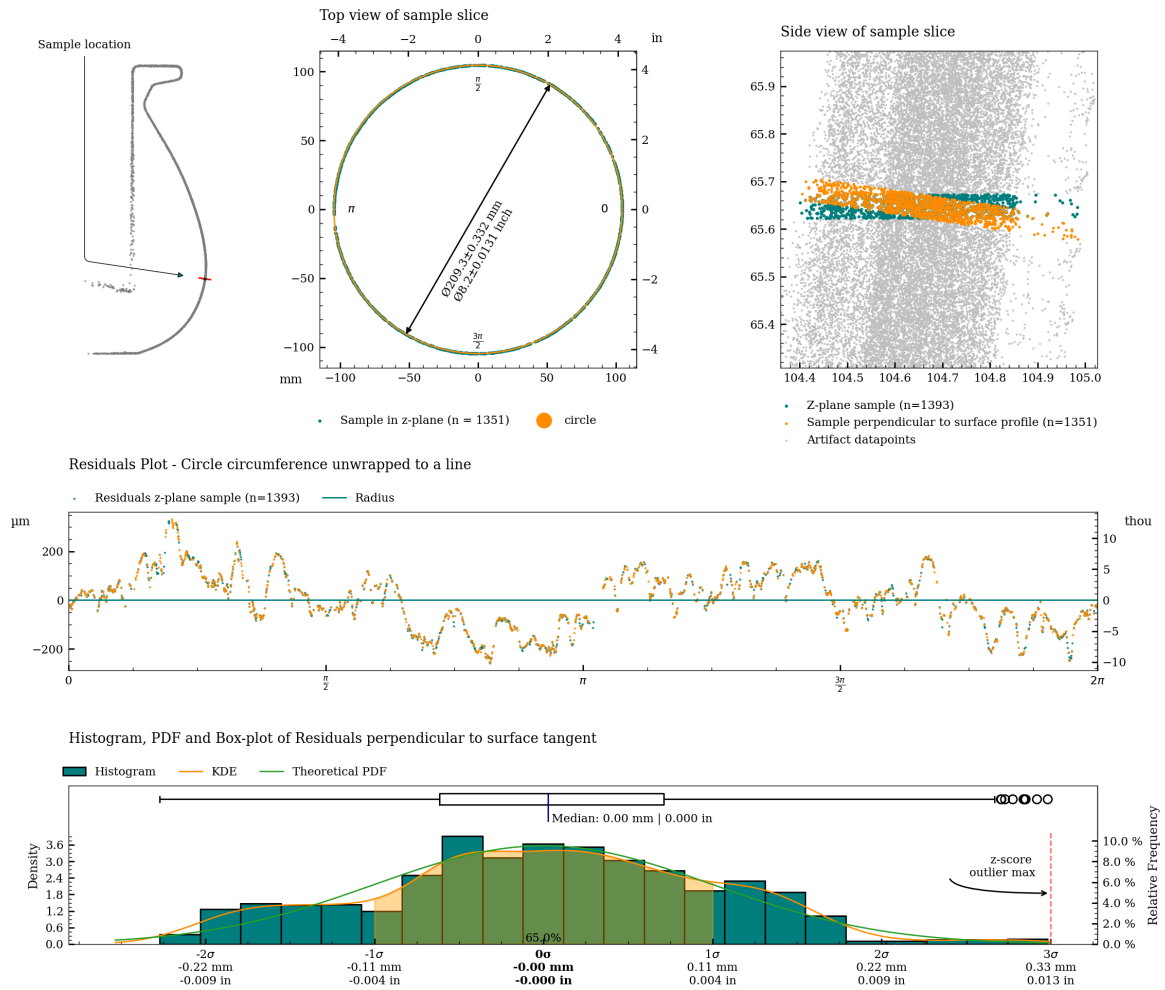 Top view of sample slice
Sample location
−4 −2 0 2 4 in
Side view of sample slice
100
50
0
−50
−100
mm
−100 −50 0 50 100
4
2
0
−2
−4
π/2
π
0
3π/2
Ø209.3±0.332 mm
Ø8.2±0.0131 inch
65.9
65.8
65.7
65.6
65.5
65.4
104.4 104.5 104.6 104.7 104.8 104.9 105.0
Sample in z-plane (n = 1351) circle
Z-plane sample (n=1393)
Sample perpendicular to surface profile (n=1351)
Artifact datapoints
Residuals Plot - Circle circumference unwrapped to a line
Residuals z-plane sample (n=1393) Radius
µm
thou
200
0
−200
10
5
0
−5
−10
0 π/2 π 3π/2 2π
Histogram, PDF and Box-plot of Residuals perpendicular to surface tangent
Histogram KDE Theoretical PDF
Median: 0.00 mm | 0.000 in
Density
3.6
3.0
2.4
1.8
1.2
0.6
0.0
z-score
outlier max
10.0 %
8.0 %
6.0 %
4.0 %
2.0 %
0.0 %
Relative Frequency
65.0%
-2σ -1σ 0σ 1σ 2σ 3σ
-0.22 mm -0.11 mm -0.00 mm 0.11 mm 0.22 mm 0.33 mm
-0.009 in -0.004 in -0.000 in 0.004 in 0.009 in 0.013 in